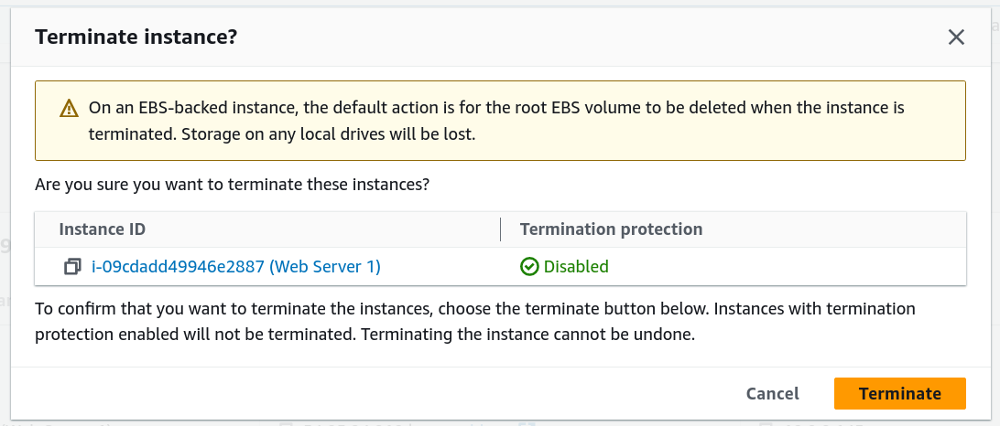 Terminate instance?
On an EBS-backed instance, the default action is for the root EBS volume to be deleted when the instance is
terminated. Storage on any local drives will be lost.
Are you sure you want to terminate these instances?
Instance ID
Termination protection
i-09cdadd49946e2887 (Web Server 1)
Disabled
To confirm that you want to terminate the instances, choose the terminate button below. Instances with termination
protection enabled will not be terminated. Terminating the instance cannot be undone.
Cancel
Terminate